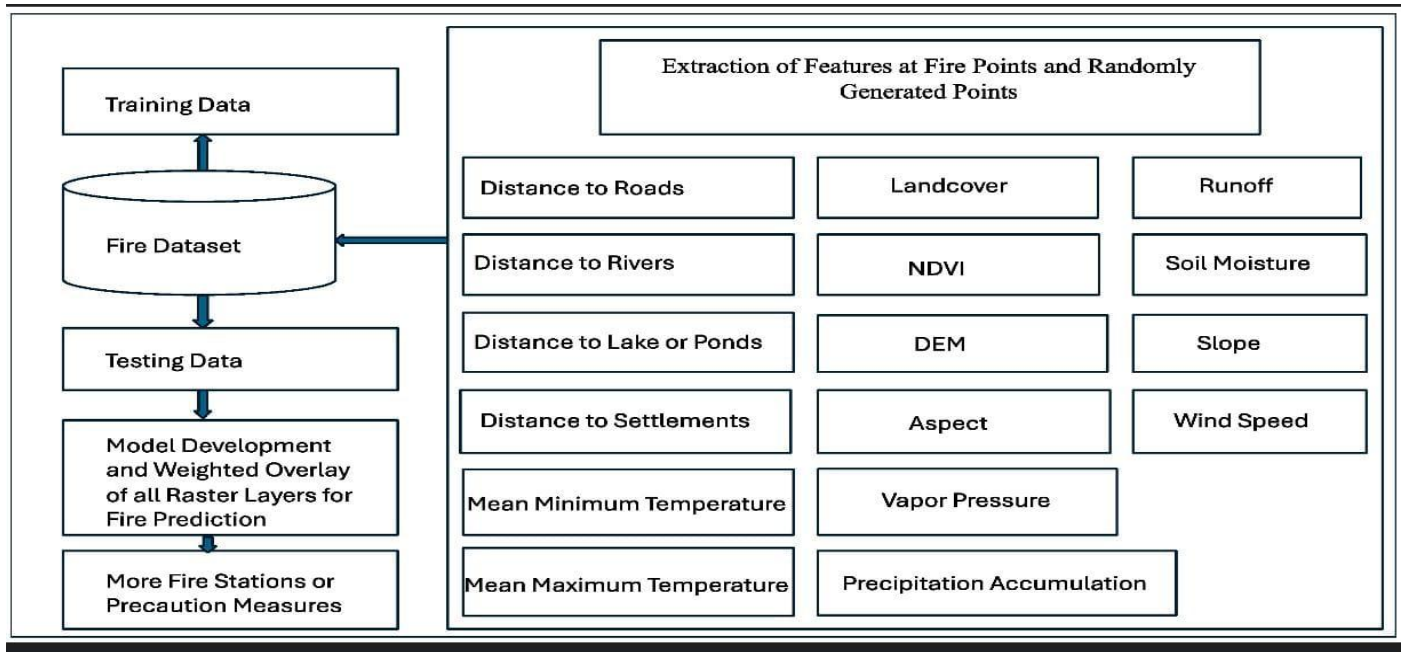 Training Data
Fire Dataset
Testing Data
Model Development
and Weighted Overlay
of all Raster Layers for
Fire Prediction
More Fire Stations or
Precaution Measures
Extraction of Features at Fire Points and Randomly
Generated Points
Distance to Roads
Landcover
Runoff
Distance to Rivers
NDVI
Soil Moisture
Distance to Lake or Ponds
DEM
Slope
Distance to Settlements
Aspect
Wind Speed
Mean Minimum Temperature
Vapor Pressure
Mean Maximum Temperature
Precipitation Accumulation